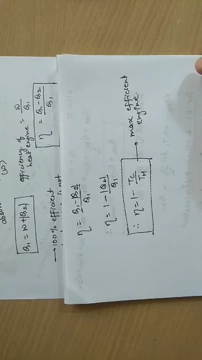 (a)
Q₁ = W + |Q₂|
efficiency of heat engine = W/Q₁
η = Q₁ - Q₂/Q₁
→ 100% efficient
is not
η = Q₁ - |Q₂|/Q₁
η = 1 - |Q₂|/Q₁
∴ η = 1 - Tc/TH → max efficient
engine